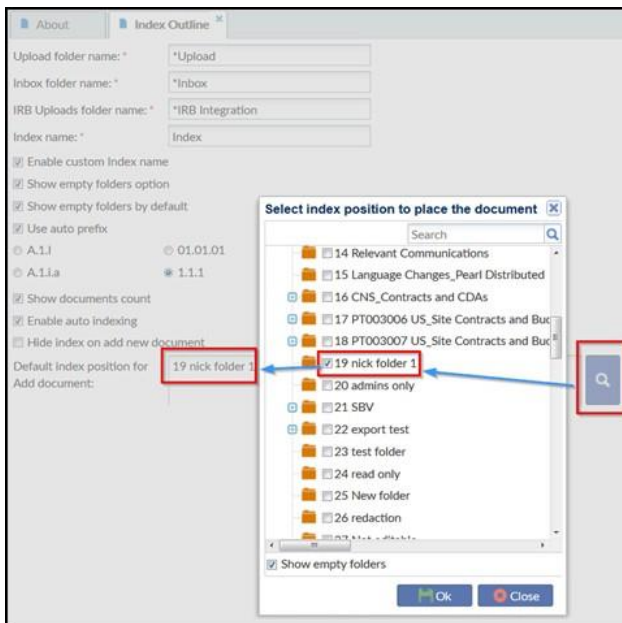 About
Index Outline
Upload folder name: * *Upload
Inbox folder name: * *Inbox
IRB Uploads folder name: * *IRB Integration
Index name: * Index
Enable custom Index name
Show empty folders option
Show empty folders by default
Use auto prefix
A.1.I 01.01.01
A.1.i.a 1.1.1
Show documents count
Enable auto indexing
Hide index on add new document
Default index position for 19 nick folder 1
Add document:
Select index position to place the document
Search
14 Relevant Communications
15 Language Changes_Pearl Distributed
16 CNS_Contracts and CDAs
17 PT003006 US_Site Contracts and Bud
18 PT003007 US_Site Contracts and Bud
19 nick folder 1
20 admins only
21 SBV
22 export test
23 test folder
24 read only
25 New folder
26 redaction
27 Not editable
Show empty folders
Ok Close